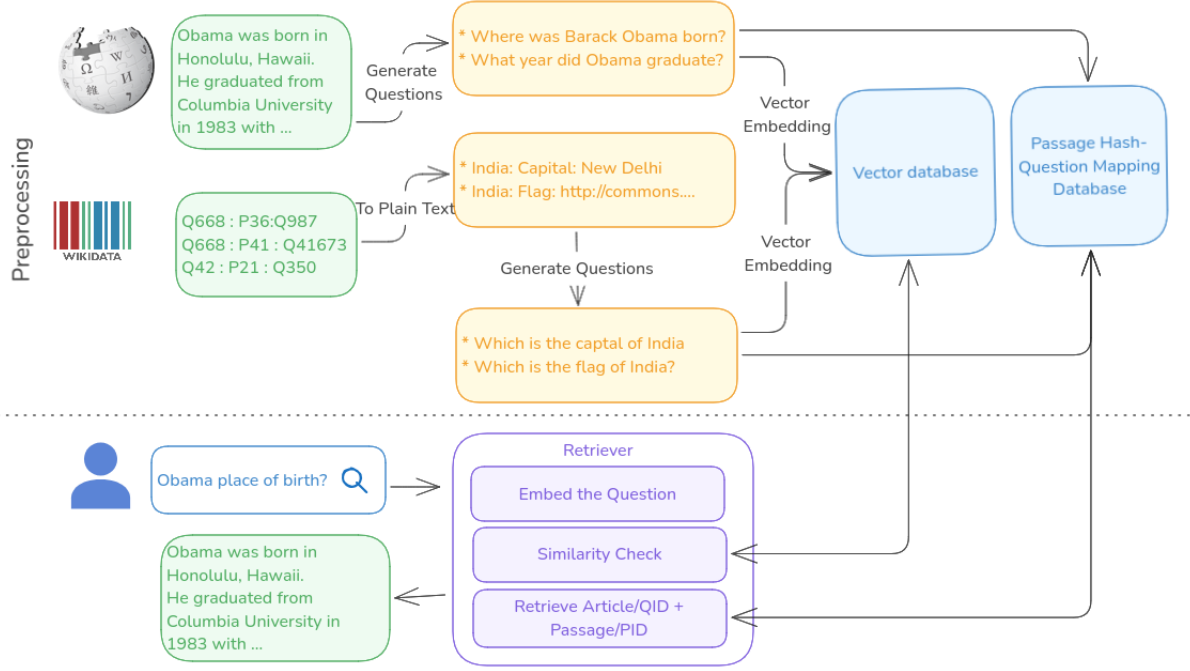 Preprocessing
Obama was born in
Honolulu, Hawaii.
He graduated from
Columbia University
in 1983 with ...
Generate
Questions
* Where was Barack Obama born?
* What year did Obama graduate?
Vector
Embedding
Vector database
Passage Hash-
Question Mapping
Database
WIKIDATA
Q668 : P36:Q987
Q668 : P41 : Q41673
Q42 : P21 : Q350
To Plain Text
* India: Capital: New Delhi
* India: Flag: http://commons....
Generate Questions
Vector
Embedding
* Which is the captal of India
* Which is the flag of India?
Obama place of birth?
Retriever
Embed the Question
Similarity Check
Retrieve Article/QID +
Passage/PID
Obama was born in
Honolulu, Hawaii.
He graduated from
Columbia University in
1983 with ...